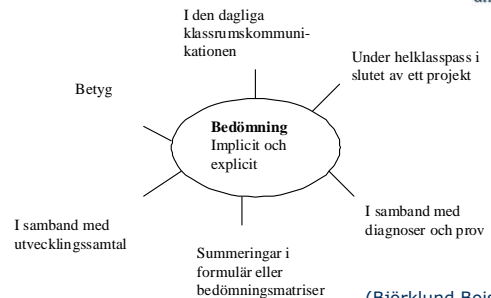 I den dagliga
klassrumskommuni-
kationen
Under helklasspass i
slutet av ett projekt
Betyg
Bedömning
Implicit och
explicit
I samband med
utvecklingssamtal
I samband med
diagnoser och prov
Summeringar i
formulär eller
bedömningsmatriser
(Björklund